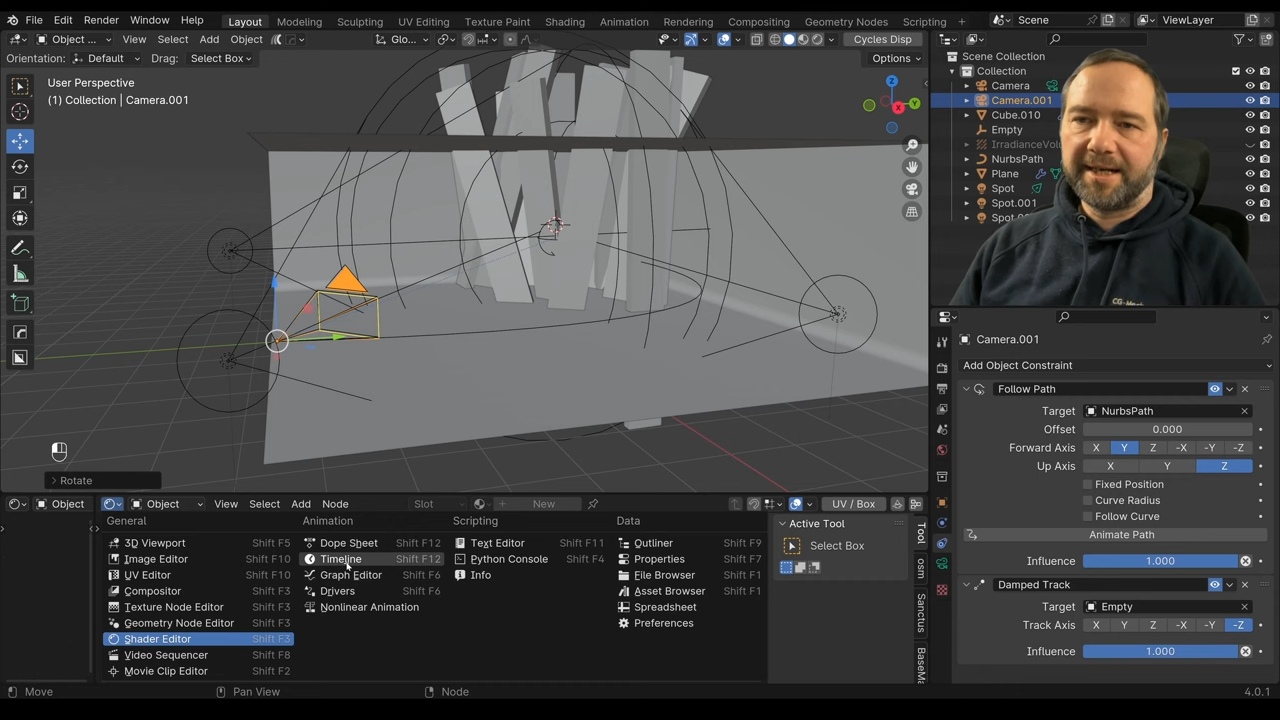 File Edit Render Window Help Layout Modeling Sculpting UV Editing Texture Paint Shading Animation Rendering Compositing Geometry Nodes Scripting + Scene ViewLayer
Object ... View Select Add Object Glo... Cycles Disp
Orientation: Default Drag: Select Box Options
User Perspective
(1) Collection | Camera.001
X
Y
Z
Rotate
Scene Collection
Collection
Camera
Camera.001
Cube.010
Empty
IrradianceVolu
NurbsPath
Plane
Spot
Spot.001
Spot.
Camera.001
Add Object Constraint
Follow Path
Target NurbsPath
Offset 0.000
Forward Axis X Y Z -X -Y -Z
Up Axis X Y Z
Fixed Position
Curve Radius
Follow Curve
Animate Path
Influence 1.000
Damped Track
Target Empty
Track Axis X Y Z -X -Y -Z
Influence 1.000
Object Object View Select Add Node Slot New UV / Box
General Animation Scripting Data
3D Viewport Shift F5 Dope Sheet Shift F12 Text Editor Shift F11 Outliner Shift F9
Image Editor Shift F10 Timeline Shift F12 Python Console Shift F4 Properties Shift F7
UV Editor Shift F10 Graph Editor Shift F6 Info File Browser Shift F1
Compositor Shift F3 Drivers Shift F6 Asset Browser Shift F1
Texture Node Editor Shift F3 Nonlinear Animation Spreadsheet
Geometry Node Editor Shift F3 Preferences
Shader Editor Shift F3
Video Sequencer Shift F8
Movie Clip Editor Shift F2
Active Tool
Select Box
Tool
osm
Sanctus
BaseMa
Move Pan View Node 4.0.1